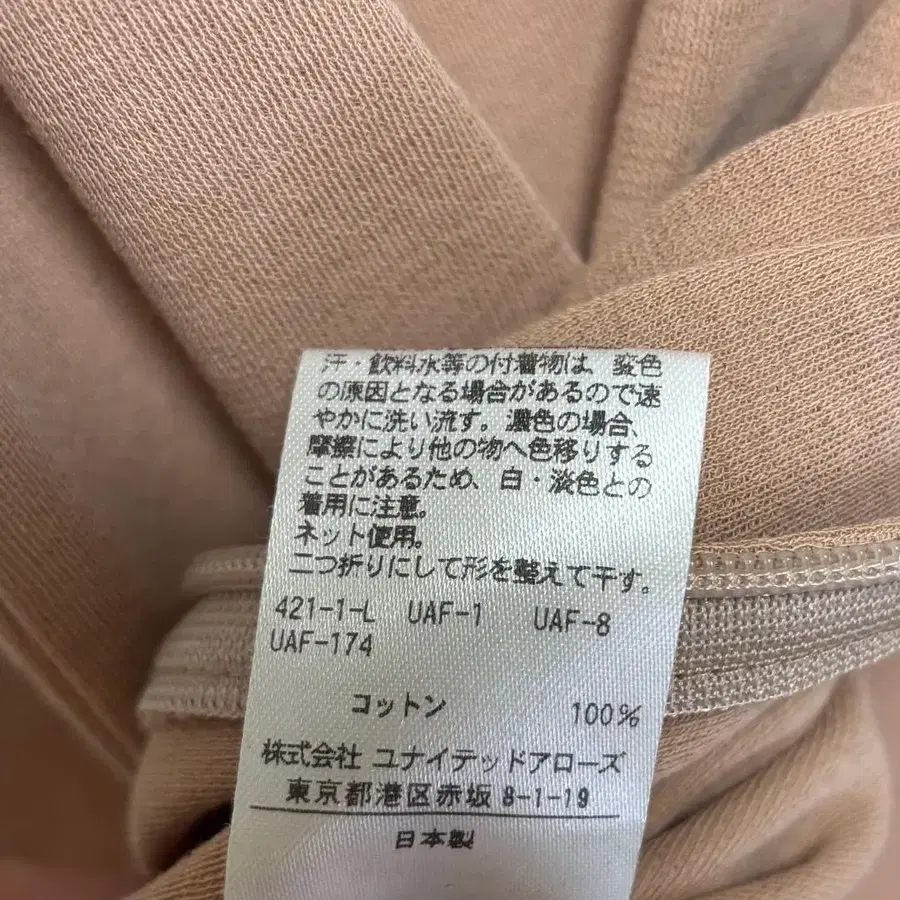 汗・飲料水等の付着物は、変色
の原因となる場合があるので速
やかに洗い流す。濃色の場合、
摩擦により他の物へ色移りする
ことがあるため、白・淡色との
着用に注意。
ネット使用。
二つ折りにして形を整えて干す。
421-1-L UAF-1 UAF-8
UAF-174
コットン 100%
株式会社 ユナイテッドアローズ
東京都港区赤坂 8-1-19
日本製